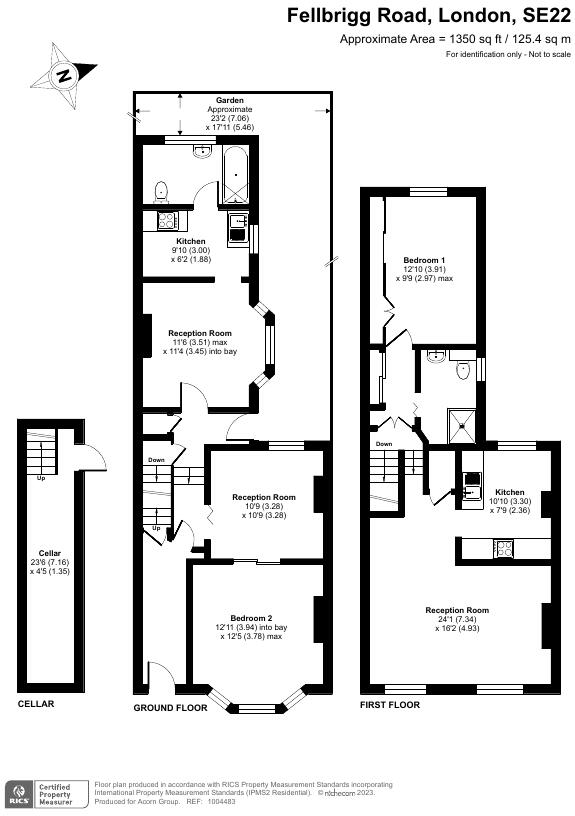 Fellbrigg Road, London, SE22
Approximate Area = 1350 sq ft / 125.4 sq m
For identification only - Not to scale
N
Garden
Approximate
23'2 (7.06)
x 17'11 (5.46)
Kitchen
9'10 (3.00)
x 6'2 (1.88)
Reception Room
11'6 (3.51) max
x 11'4 (3.45) into bay
Down
Up
Reception Room
10'9 (3.28)
x 10'9 (3.28)
Bedroom 2
12'11 (3.94) into bay
x 12'5 (3.78) max
GROUND FLOOR
Up
Cellar
23'6 (7.16)
x 4'5 (1.35)
CELLAR
Bedroom 1
12'10 (3.91)
x 9'9 (2.97) max
Down
Kitchen
10'10 (3.30)
x 7'9 (2.36)
Reception Room
24'1 (7.34)
x 16'2 (4.93)
FIRST FLOOR
RICS
Certified
Property
Measurer
Floor plan produced in accordance with RICS Property Measurement Standards incorporating
International Property Measurement Standards (IPMS2 Residential). © ntchecom 2023.
Produced for Acorn Group. REF: 1004483